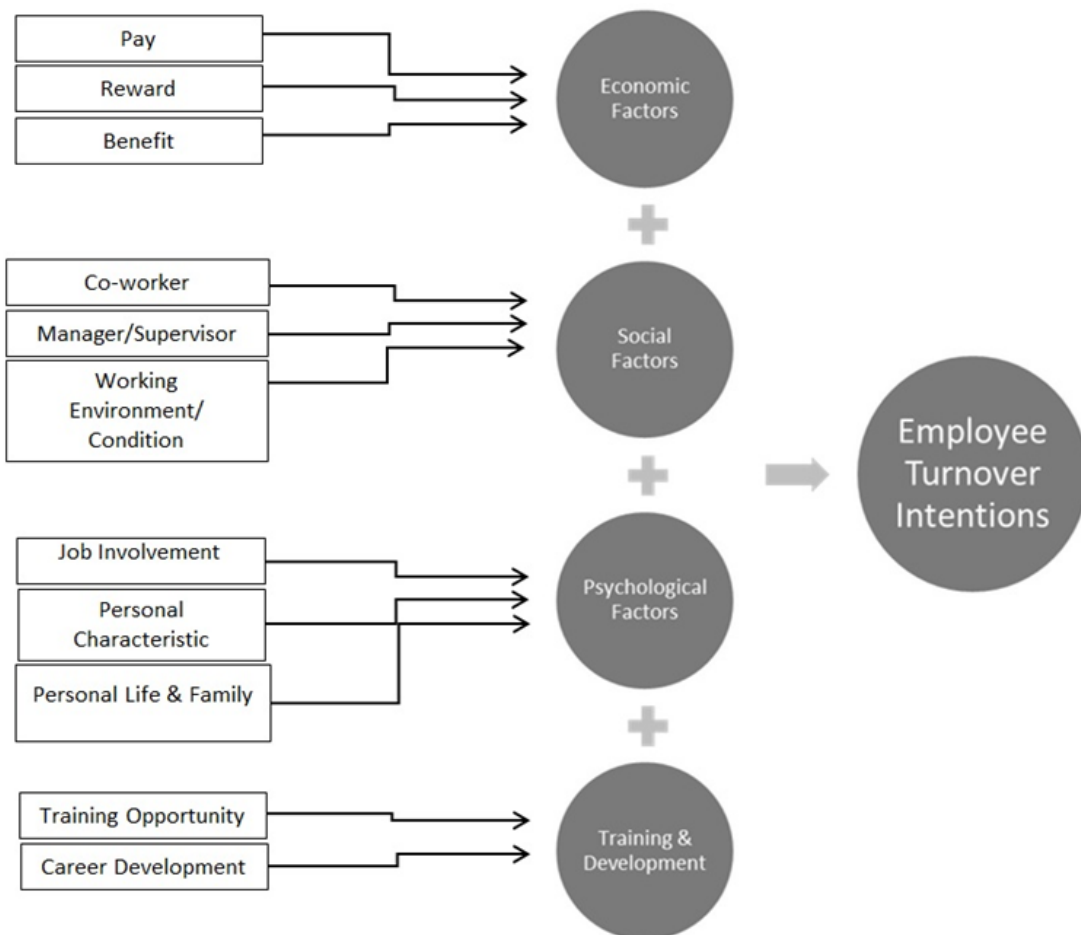 Pay
Reward
Benefit
Economic
Factors
Co-worker
Manager/Supervisor
Working
Environment/
Condition
Social
Factors
Job Involvement
Personal
Characteristic
Personal Life & Family
Psychological
Factors
Training Opportunity
Career Development
Training &
Development
Employee
Turnover
Intentions